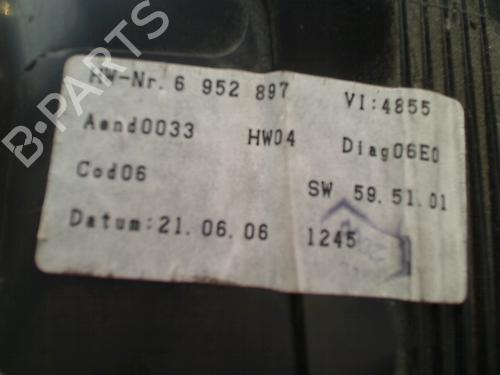 B-PARTS
HW-Nr. 6 952 897 VI:4855
Aend0033 HW04 Diag06E0
Cod06 SW 59.51.01
Datum:21.06.06 1245